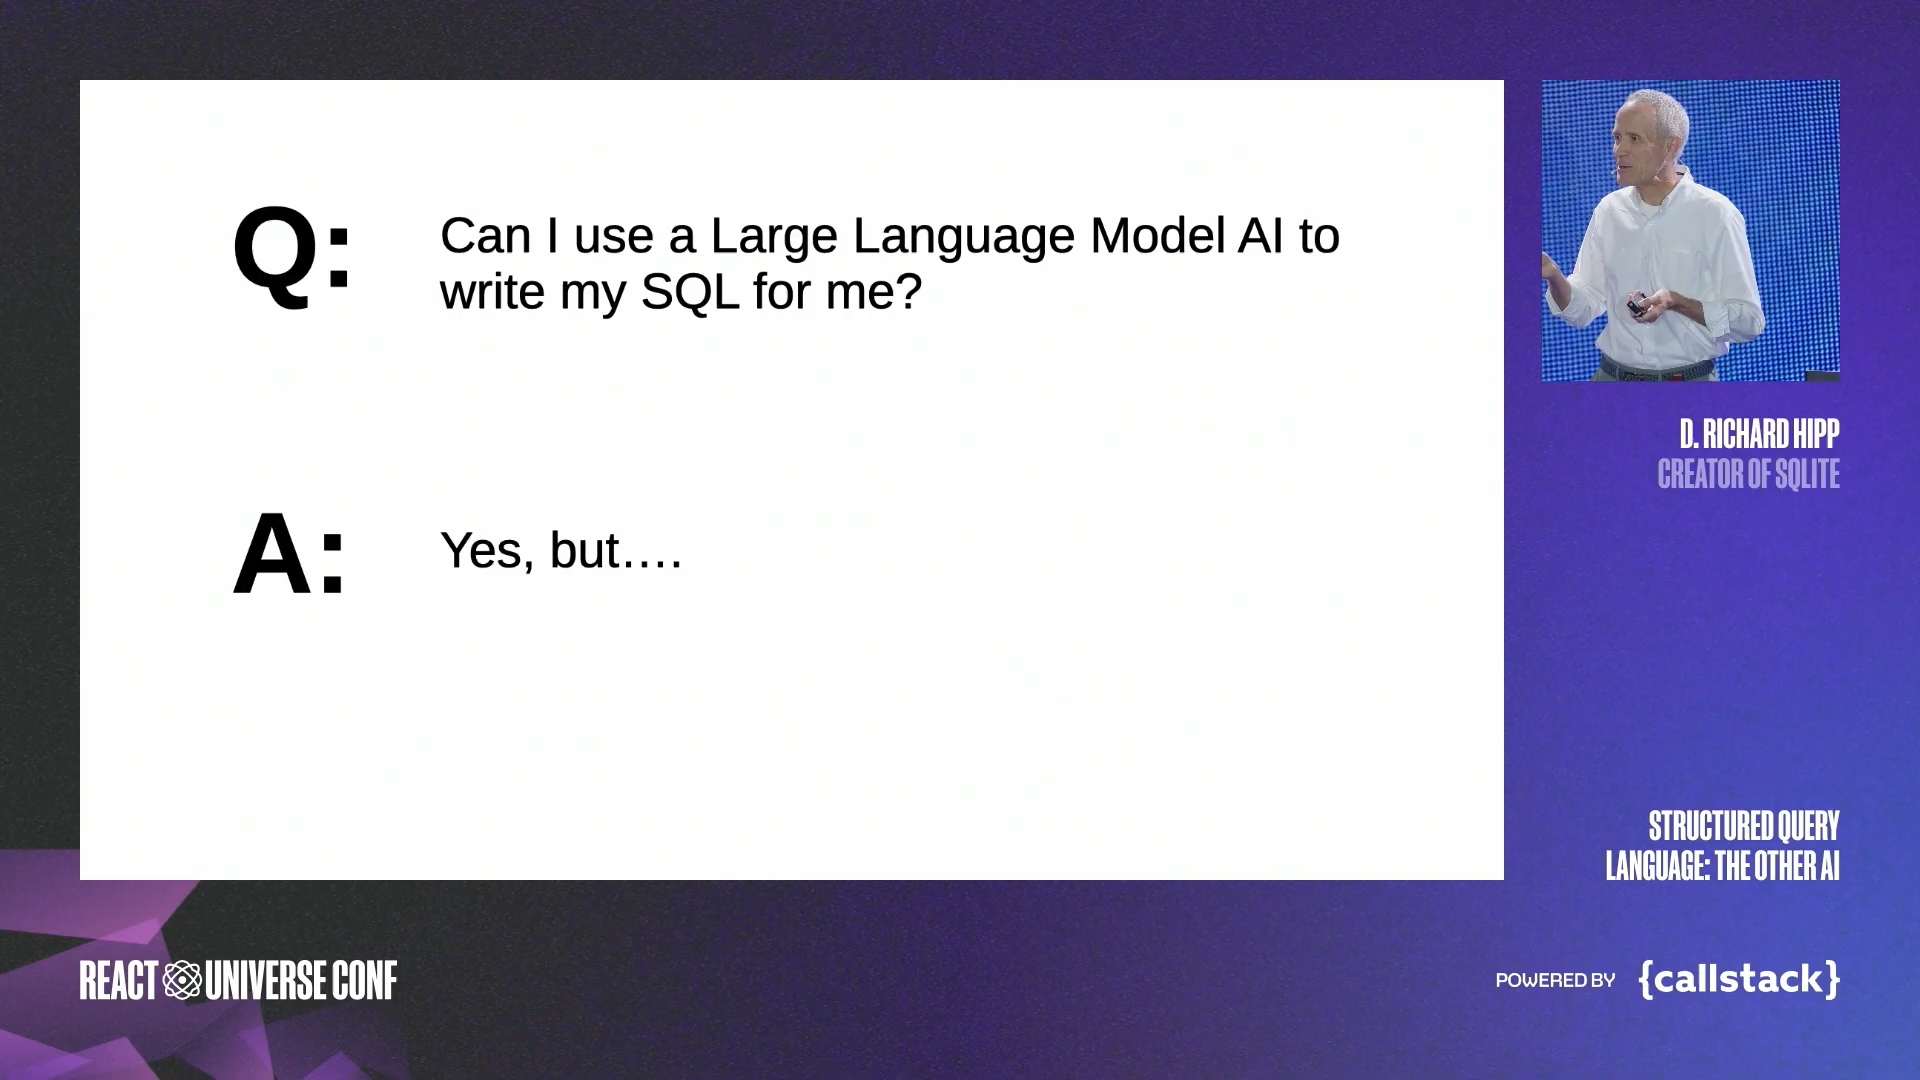 Q:
Can I use a Large Language Model AI to
write my SQL for me?
A:
Yes, but....
D. RICHARD HIPP
CREATOR OF SQLITE
STRUCTURED QUERY
LANGUAGE: THE OTHER AI
REACT UNIVERSE CONF
POWERED BY {callstack}